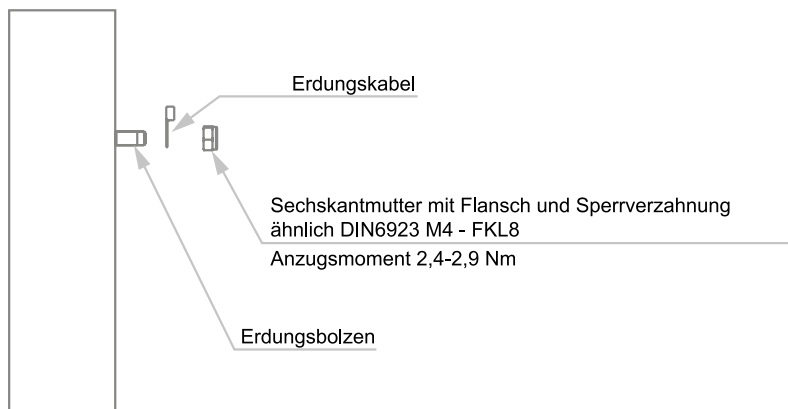 Erdungskabel
Sechskantmutter mit Flansch und Sperrverzahnung
ähnlich DIN6923 M4 - FKL8
Anzugsmoment 2,4-2,9 Nm
Erdungsbolzen